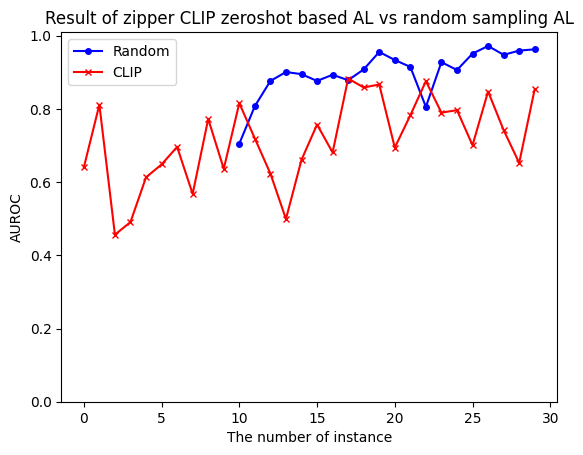 Result of zipper CLIP zeroshot based AL vs random sampling AL
Random
CLIP
AUROC
1.0
0.8
0.6
0.4
0.2
0.0
0 5 10 15 20 25 30
The number of instance